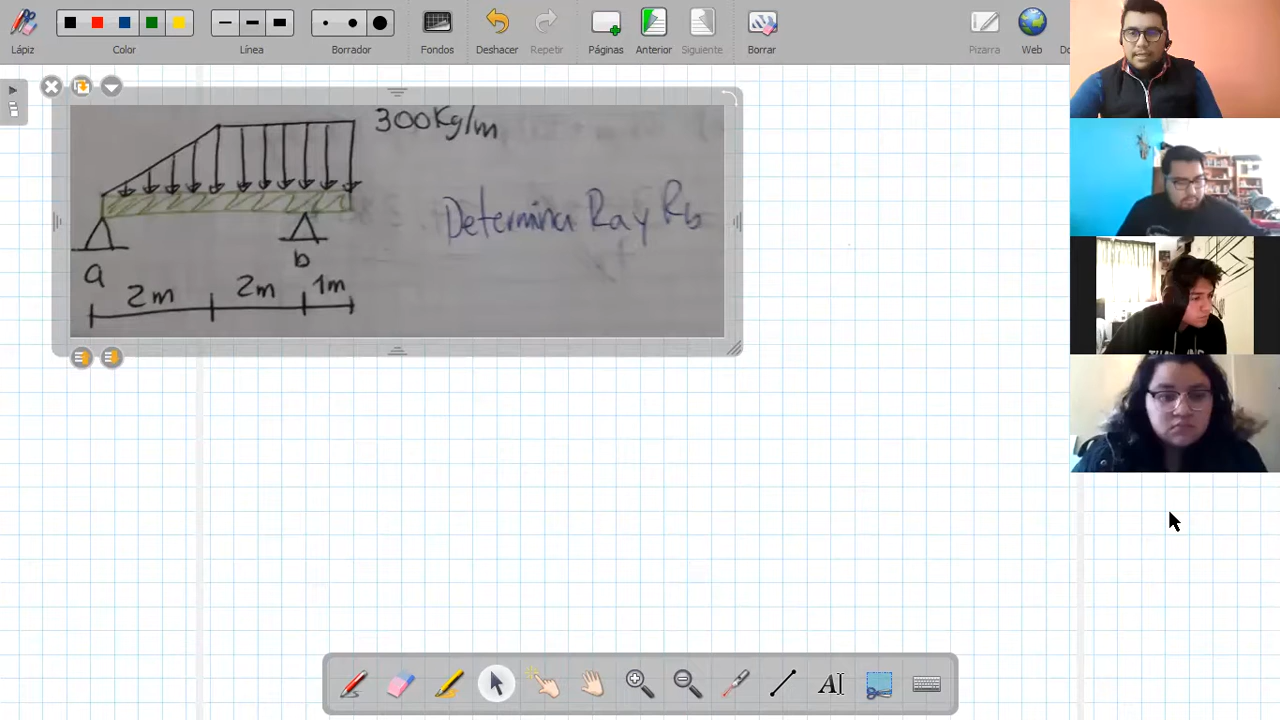 Lápiz
Color
Línea
Borrador
Fondos
Deshacer
Repetir
Páginas
Anterior
Siguiente
Borrar
Pizarra
Web
300Kg/m
Determina Ra y Rb
a
b
2m
2m
1m
AI